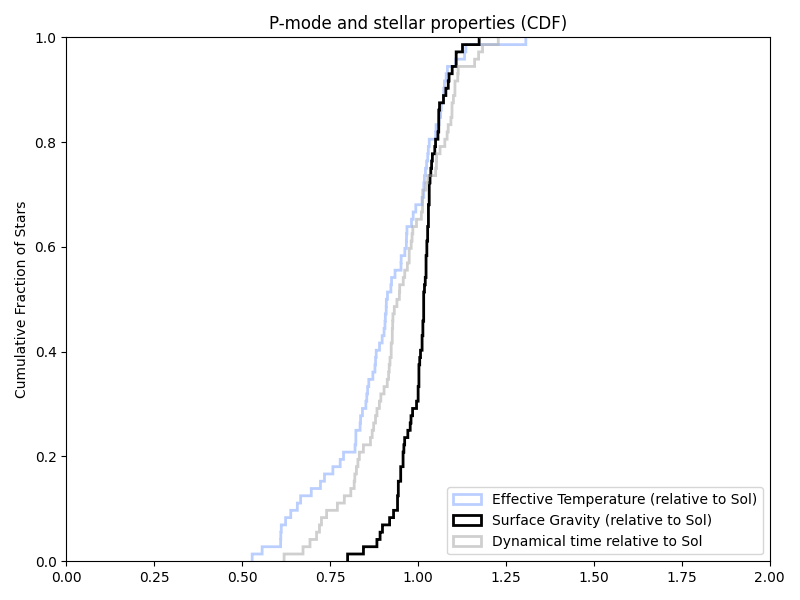 P-mode and stellar properties (CDF)
1.0
0.8
0.6
0.4
0.2
0.0
Cumulative Fraction of Stars
Effective Temperature (relative to Sol)
Surface Gravity (relative to Sol)
Dynamical time relative to Sol
0.00 0.25 0.50 0.75 1.00 1.25 1.50 1.75 2.00